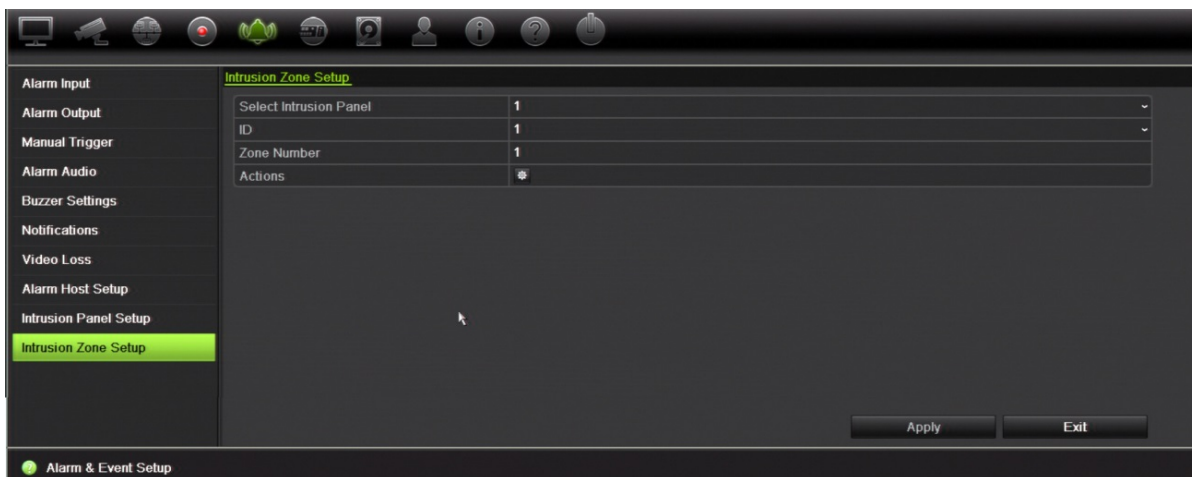 Alarm Input
Alarm Output
Manual Trigger
Alarm Audio
Buzzer Settings
Notifications
Video Loss
Alarm Host Setup
Intrusion Panel Setup
Intrusion Zone Setup
Intrusion Zone Setup
Select Intrusion Panel 1
ID 1
Zone Number 1
Actions
Apply Exit
Alarm & Event Setup